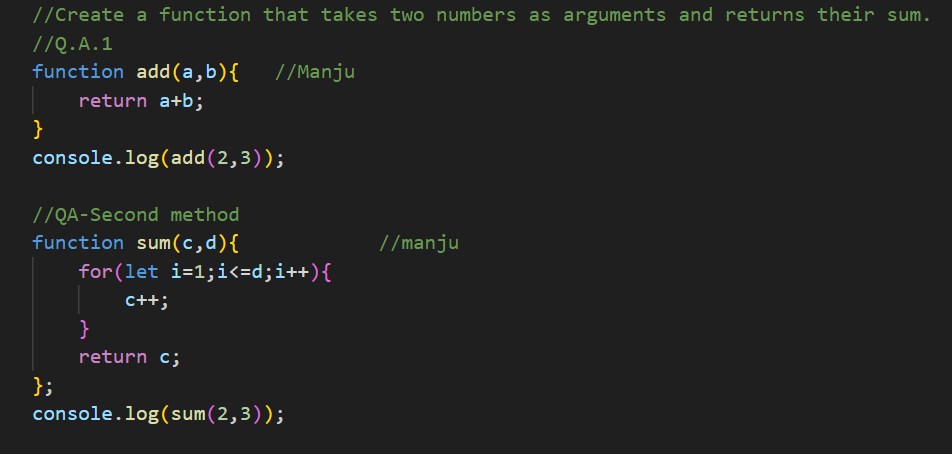 //Create a function that takes two numbers as arguments and returns their sum.
//Q.A.1
function add(a,b){   //Manju
    return a+b;
}
console.log(add(2,3));

//QA-Second method
function sum(c,d){            //manju
    for(let i=1;i<=d;i++){
        c++;
    }
    return c;
};
console.log(sum(2,3));